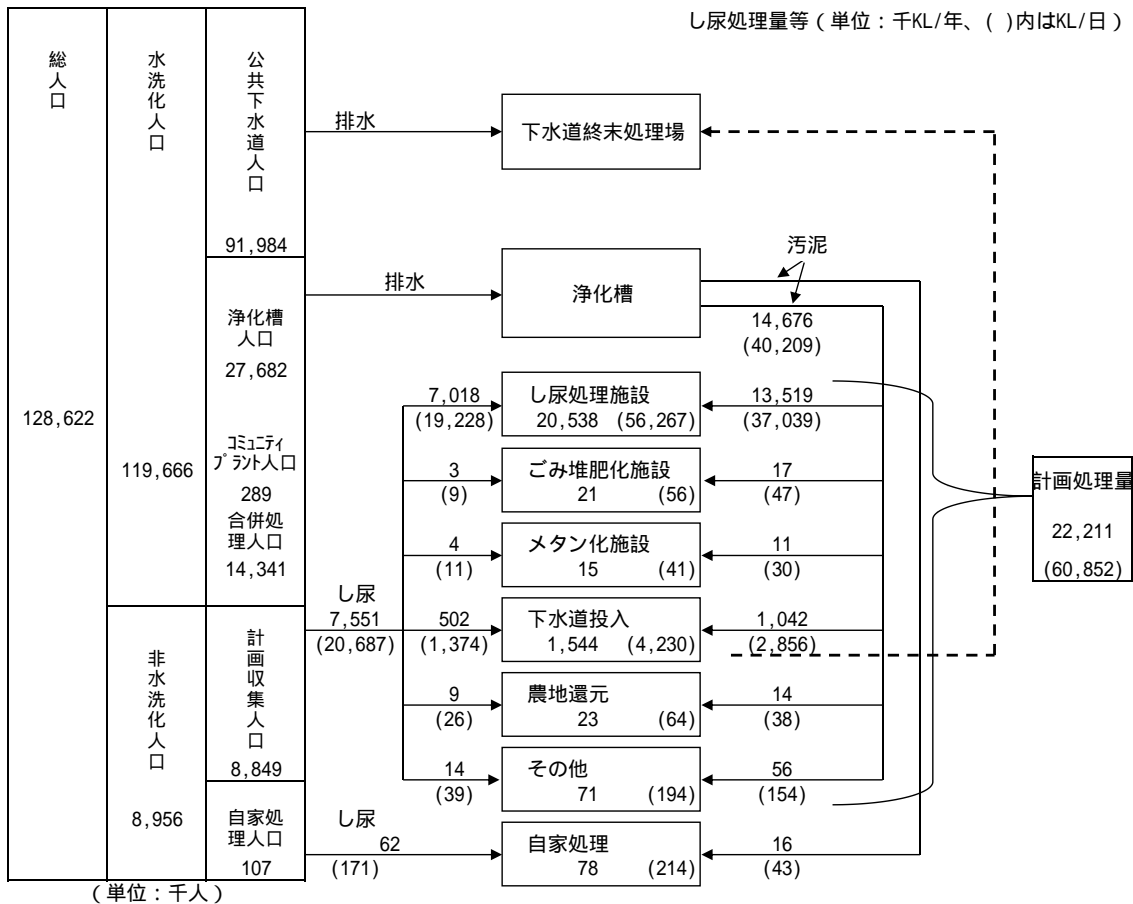 し尿処理量等（単位：千KL/年、( )内はKL/日）
総人口
128,622
水洗化人口
119,666
非水洗化人口
8,956
公共下水道人口
91,984
浄化槽
人口
27,682
ｺﾐｭﾆﾃｨ
ﾌﾟﾗﾝﾄ人口
289
合併処
理人口
14,341
計画収集人口
8,849
自家処
理人口
107
（単位：千人）
排水
下水道終末処理場
排水
浄化槽
汚泥
14,676
(40,209)
し尿
7,551
(20,687)
7,018
(19,228)
し尿処理施設
20,538 (56,267)
13,519
(37,039)
3
(9)
ごみ堆肥化施設
21 (56)
17
(47)
4
(11)
メタン化施設
15 (41)
11
(30)
502
(1,374)
下水道投入
1,544 (4,230)
1,042
(2,856)
9
(26)
農地還元
23 (64)
14
(38)
14
(39)
その他
71 (194)
56
(154)
し尿
62
(171)
自家処理
78 (214)
16
(43)
計画処理量
22,211
(60,852)